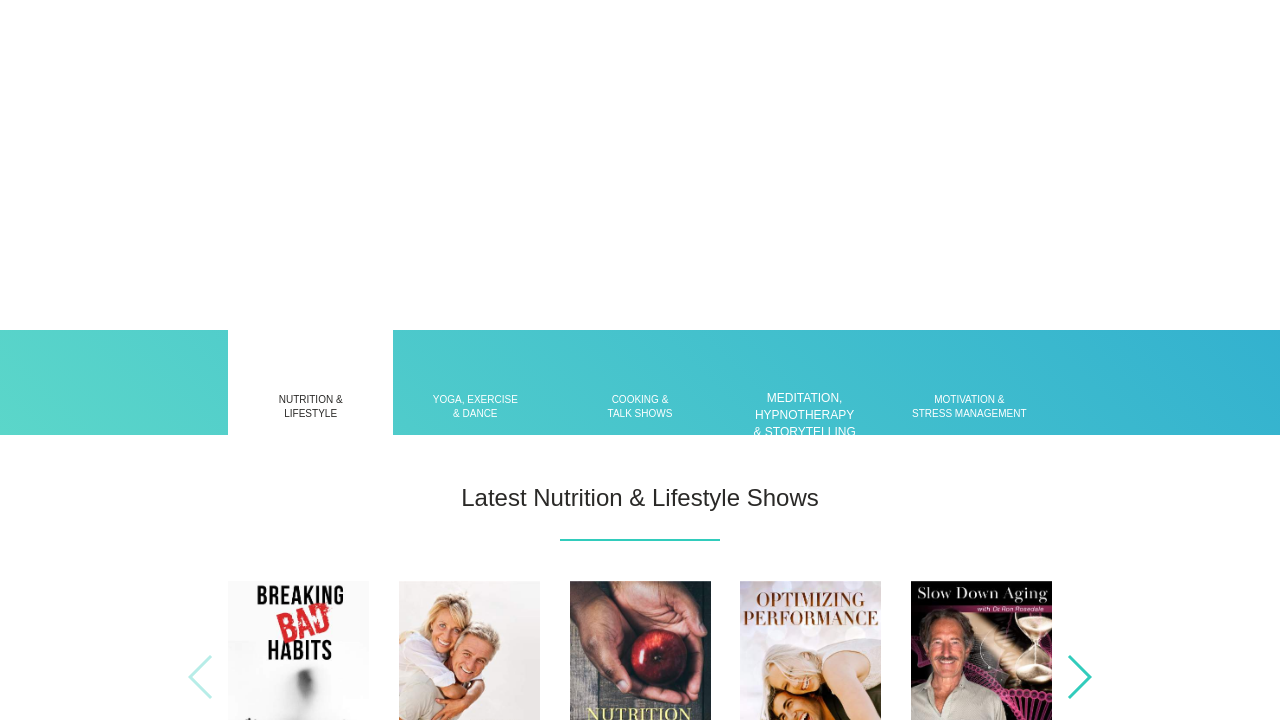 NUTRITION &
LIFESTYLE
YOGA, EXERCISE
& DANCE
COOKING &
TALK SHOWS
MEDITATION,
HYPNOTHERAPY
& STORYTELLING
MOTIVATION &
STRESS MANAGEMENT
Latest Nutrition & Lifestyle Shows
BREAKING
BAD
HABITS
NUTRITION
OPTIMIZING
PERFORMANCE
Slow Down Aging
with Dr. Ron Rosedale